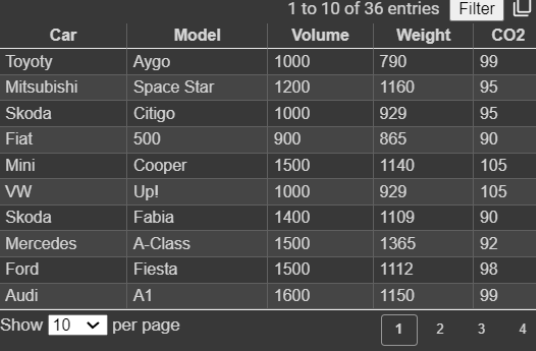 1 to 10 of 36 entries Filter
Car Model Volume Weight CO2
Toyoty Aygo 1000 790 99
Mitsubishi Space Star 1200 1160 95
Skoda Citigo 1000 929 95
Fiat 500 900 865 90
Mini Cooper 1500 1140 105
VW Up! 1000 929 105
Skoda Fabia 1400 1109 90
Mercedes A-Class 1500 1365 92
Ford Fiesta 1500 1112 98
Audi A1 1600 1150 99
Show 10 per page 1 2 3 4